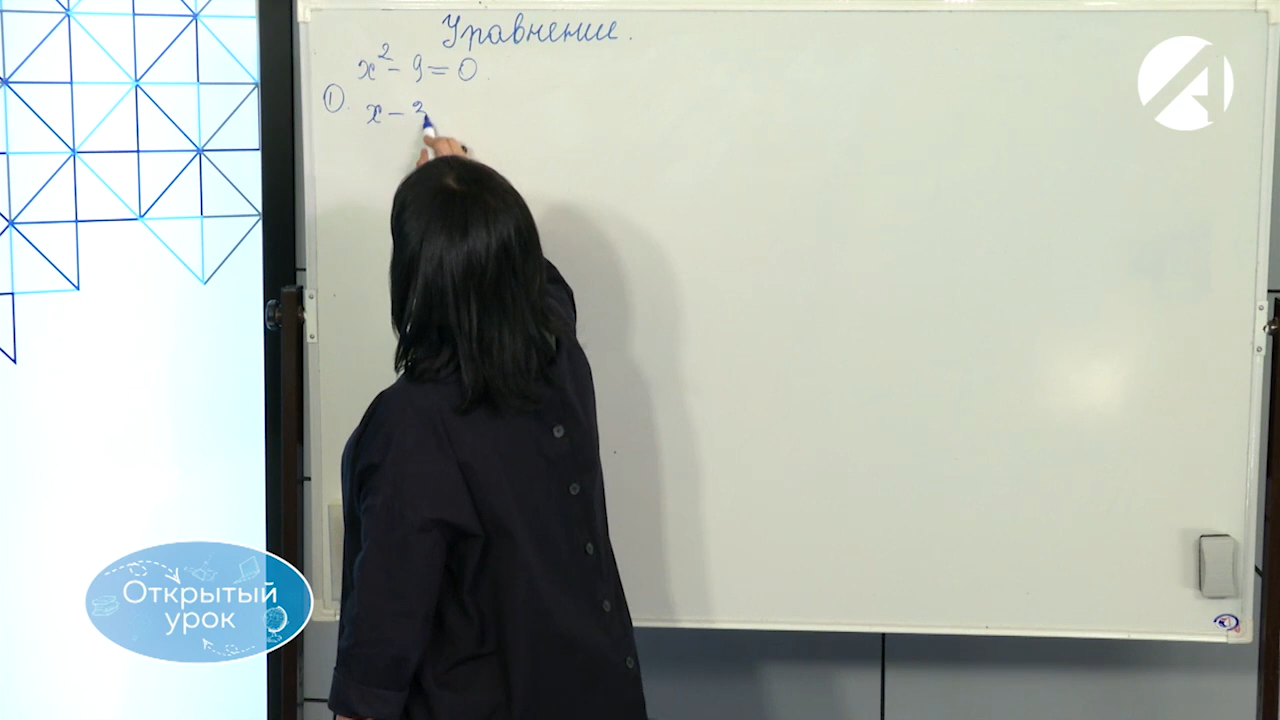 Уравнение.
x² - 9 = 0.
①. x - 3
Открытый
урок